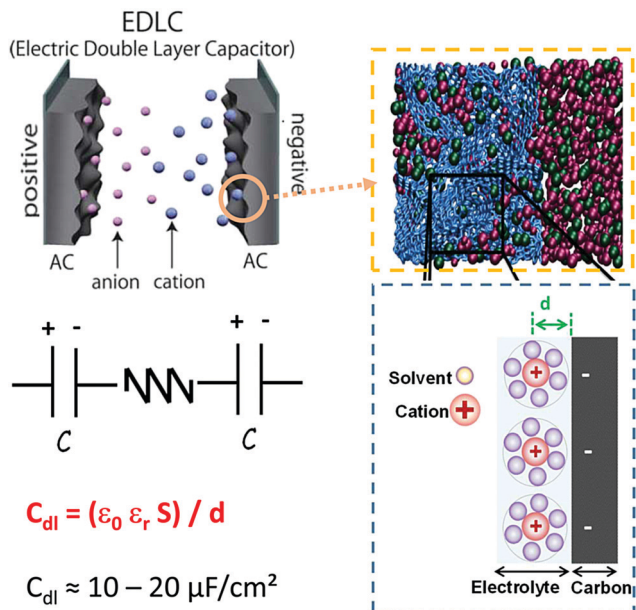 EDLC
(Electric Double Layer Capacitor)
positive
negative
AC
anion
cation
AC
+ -
+ -
C
C
C_dl = (ε₀ εᵣ S) / d
C_dl ≈ 10 – 20 μF/cm²
d
Solvent
Cation +
+ -
+ -
+ -
Electrolyte Carbon